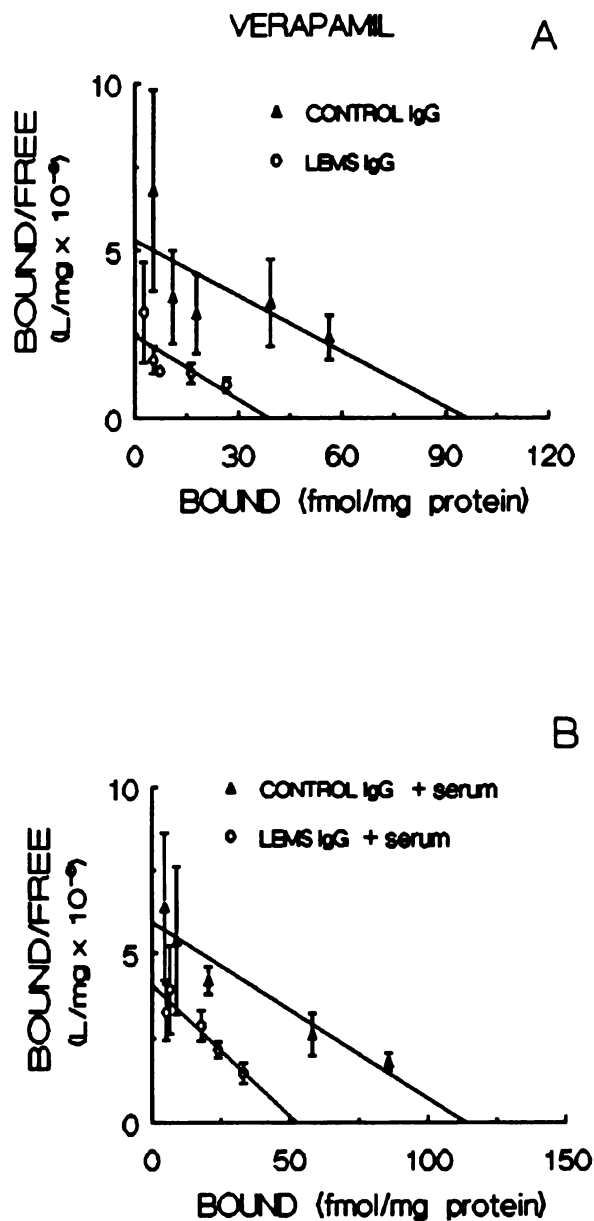 VERAPAMIL
A
BOUND/FREE
(L/mg × 10⁻⁶)
10
5
0
CONTROL IgG
LEMS IgG
0 30 60 90 120
BOUND (fmol/mg protein)
B
BOUND/FREE
(L/mg × 10⁻⁶)
10
5
0
CONTROL IgG + serum
LEMS IgG + serum
0 50 100 150
BOUND (fmol/mg protein)